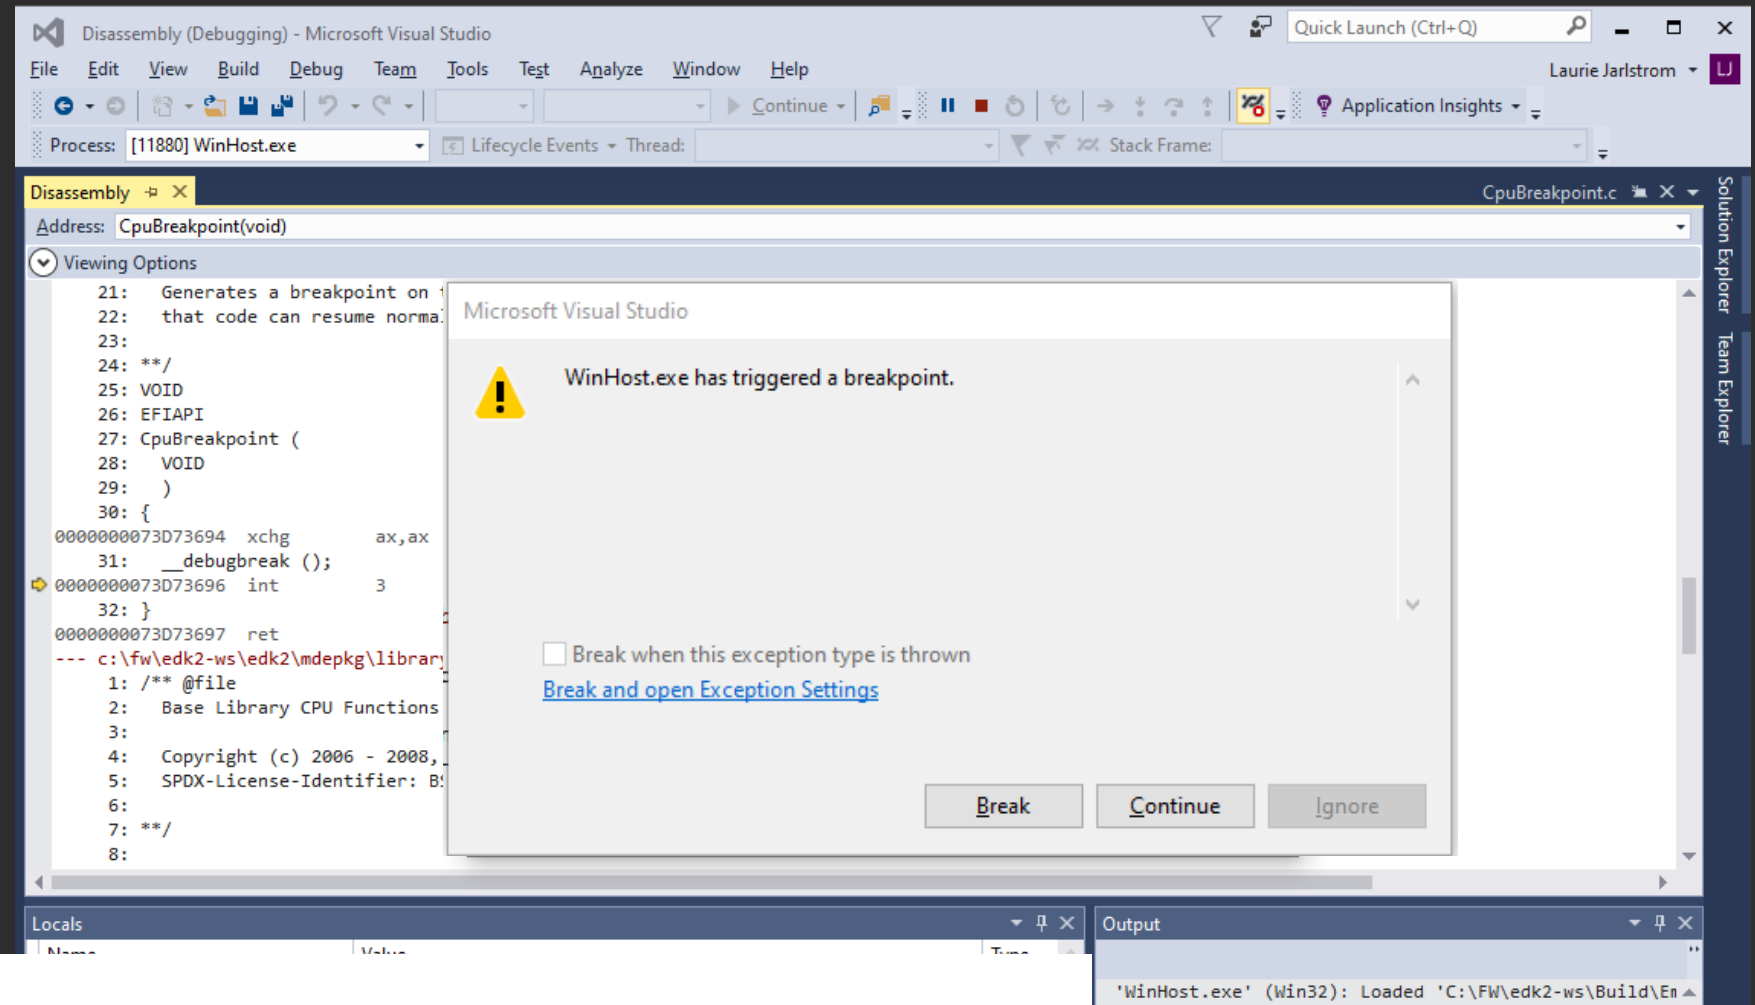 Disassembly (Debugging) - Microsoft Visual Studio
Quick Launch (Ctrl+Q)
File Edit View Build Debug Team Tools Test Analyze Window Help
Laurie Jarlstrom LJ
Continue Application Insights
Process: [11880] WinHost.exe Lifecycle Events Thread: Stack Frame:
Disassembly CpuBreakpoint.c
Address: CpuBreakpoint(void)
Viewing Options
21: Generates a breakpoint on
22: that code can resume norma
23:
24: **/
25: VOID
26: EFIAPI
27: CpuBreakpoint (
28: VOID
29: )
30: {
0000000073D73694 xchg ax,ax
31: __debugbreak ();
0000000073D73696 int 3
32: }
0000000073D73697 ret
--- c:\fw\edk2-ws\edk2\mdepkg\library
1: /** @file
2: Base Library CPU Functions
3:
4: Copyright (c) 2006 - 2008,
5: SPDX-License-Identifier: BS
6:
7: **/
8:
Microsoft Visual Studio
WinHost.exe has triggered a breakpoint.
Break when this exception type is thrown
Break and open Exception Settings
Break Continue Ignore
Solution Explorer
Team Explorer
Locals
Name Value Type
Output
'WinHost.exe' (Win32): Loaded 'C:\FW\edk2-ws\Build\Em